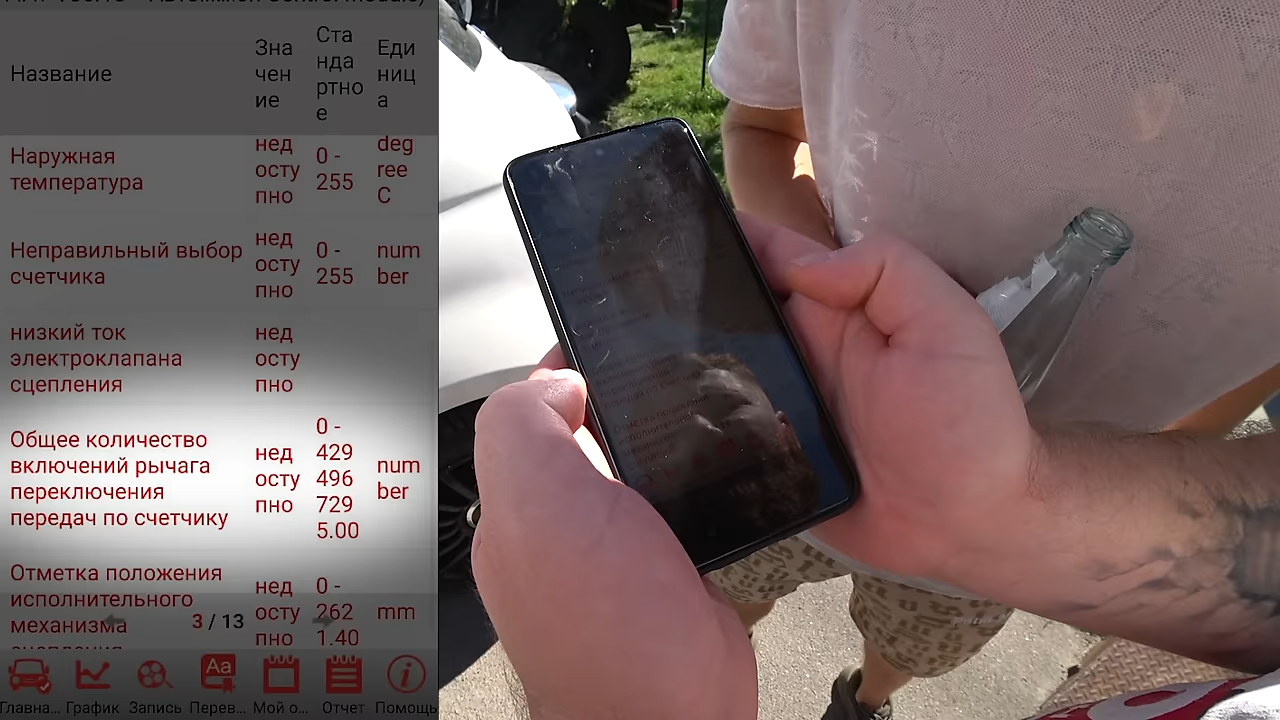 Название
Зна
чен
ие
Ста
нда
ртно
е
Еди
ниц
а
Наружная
температура
нед
осту
пно
0 -
255
deg
ree
C
Неправильный выбор
счетчика
нед
осту
пно
0 -
255
num
ber
низкий ток
электроклапана
сцепления
нед
осту
пно
Общее количество
включений рычага
переключения
передач по счетчику
нед
осту
пно
0 -
429
496
729
5.00
num
ber
Отметка положения
исполнительного
механизма
сцепления
нед
осту
пно
0 -
262
1.40
mm
3 / 13
Aa
Главна...
График
Запись
Перев...
Мой о...
Отчет
Помощь